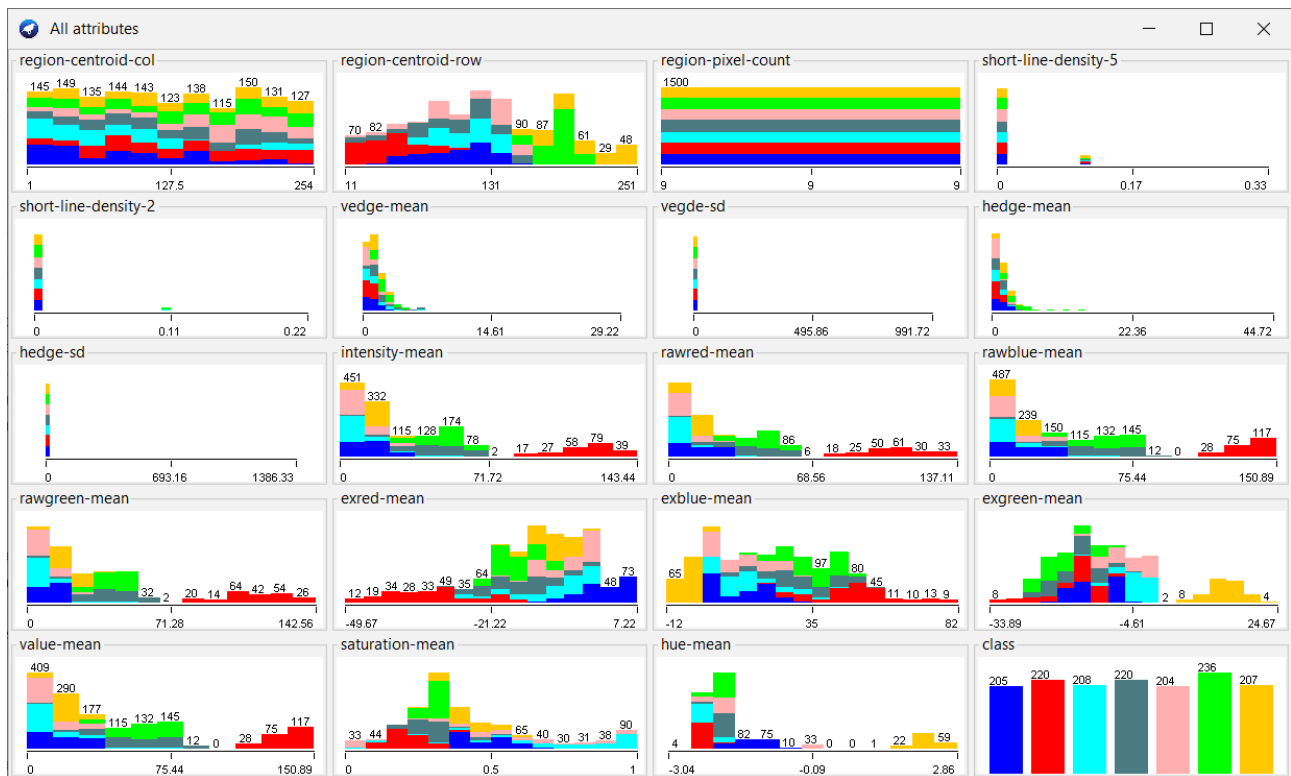 All attributes
region-centroid-col
145 149 135 144 143 123 138 115 150 131 127
1 127.5 254
region-centroid-row
70 82 90 87 61 29 48
11 131 251
region-pixel-count
1500
9 9 9
short-line-density-5
0 0.17 0.33
short-line-density-2
0 0.11 0.22
vedge-mean
0 14.61 29.22
vegde-sd
0 495.86 991.72
hedge-mean
0 22.36 44.72
hedge-sd
0 693.16 1386.33
intensity-mean
451 332 115 128 174 78 2 17 27 58 79 39
0 71.72 143.44
rawred-mean
86 6 18 25 50 61 30 33
0 68.56 137.11
rawblue-mean
487 239 150 115 132 145 12 0 28 75 117
0 75.44 150.89
rawgreen-mean
32 2 20 14 64 42 54 26
0 71.28 142.56
exred-mean
12 19 34 28 33 49 35 64 48 73
-49.67 -21.22 7.22
exblue-mean
65 97 80 45 11 10 13 9
-12 35 82
exgreen-mean
8 2 8 4
-33.89 -4.61 24.67
value-mean
409 290 177 115 132 145 12 0 28 75 117
0 75.44 150.89
saturation-mean
33 44 65 40 30 31 38 90
0 0.5 1
hue-mean
4 82 75 10 33 0 0 1 22 59
-3.04 -0.09 2.86
class
205 220 208 220 204 236 207